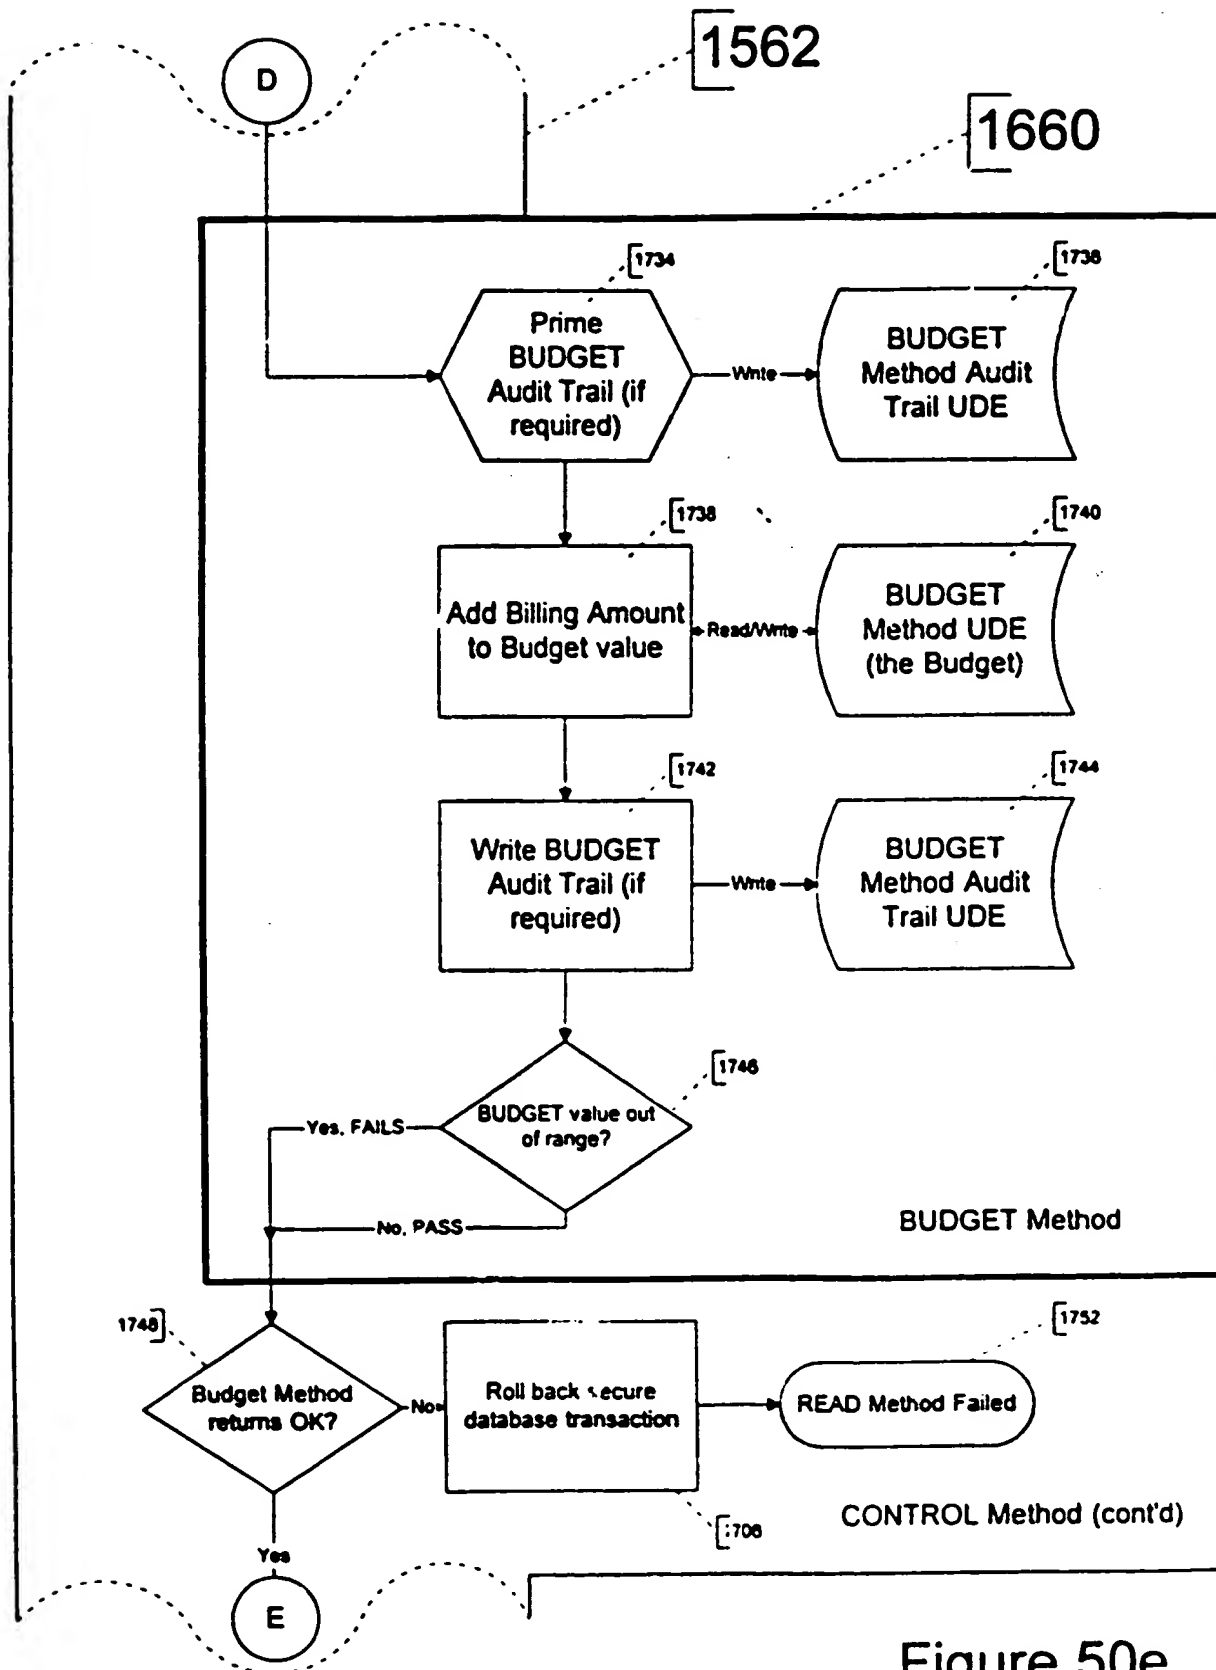 D
1562
1660
1734
Prime
BUDGET
Audit Trail (if
required)
Write
1736
BUDGET
Method Audit
Trail UDE
1738
Add Billing Amount
to Budget value
Read/Write
1740
BUDGET
Method UDE
(the Budget)
1742
Write BUDGET
Audit Trail (if
required)
Write
1744
BUDGET
Method Audit
Trail UDE
1746
BUDGET value out
of range?
Yes, FAILS
No, PASS
BUDGET Method
1748
Budget Method
returns OK?
No
Roll back secure
database transaction
1752
READ Method Failed
CONTROL Method (cont'd)
Yes
E
Figure 50e